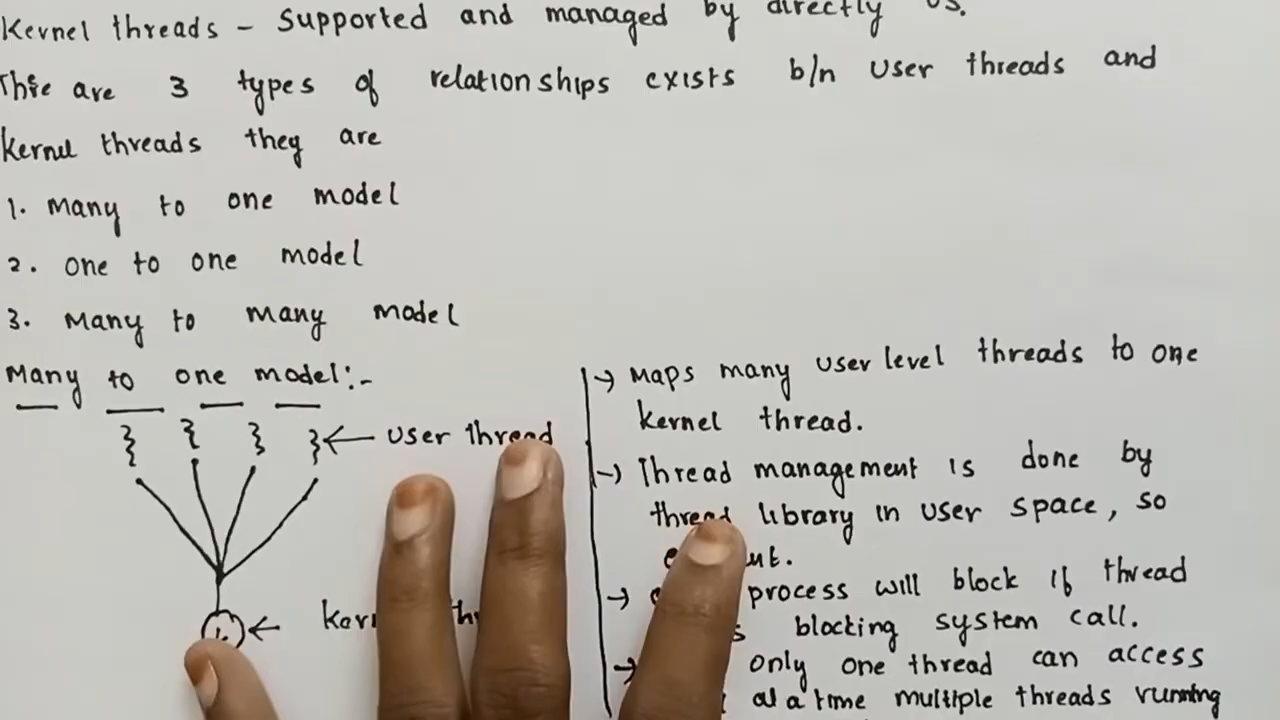 Kernel threads - Supported and managed by directly OS.
There are 3 types of relationships exists b/n user threads and
Kernel threads they are
1. Many to one model
2. one to one model
3. Many to many model
Many to one model:-
} } } } ← user thread
← 
→ Maps many user level threads to one
kernel thread.
→ Thread management is done by
thread library in user space, so
→ process will block if thread
blocking system call.
→ only one thread can access
at a time multiple threads running